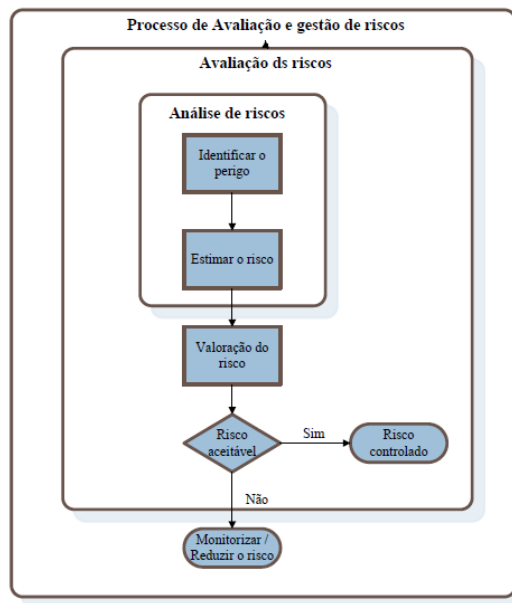 Processo de Avaliação e gestão de riscos
Avaliação ds riscos
Análise de riscos
Identificar o
perigo
Estimar o risco
Valoração do
risco
Risco
aceitável
Sim
Risco
controlado
Não
Monitorizar /
Reduzir o risco